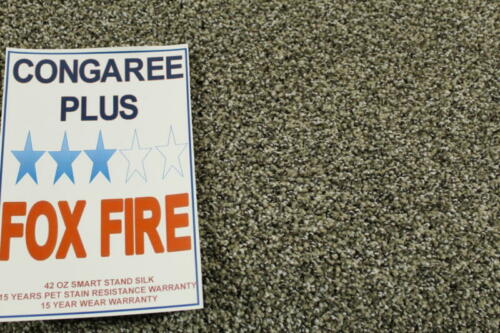 CONGAREE
PLUS
FOX FIRE
42 OZ SMART STAND SILK
15 YEARS PET STAIN RESISTANCE WARRANTY
15 YEAR WEAR WARRANTY